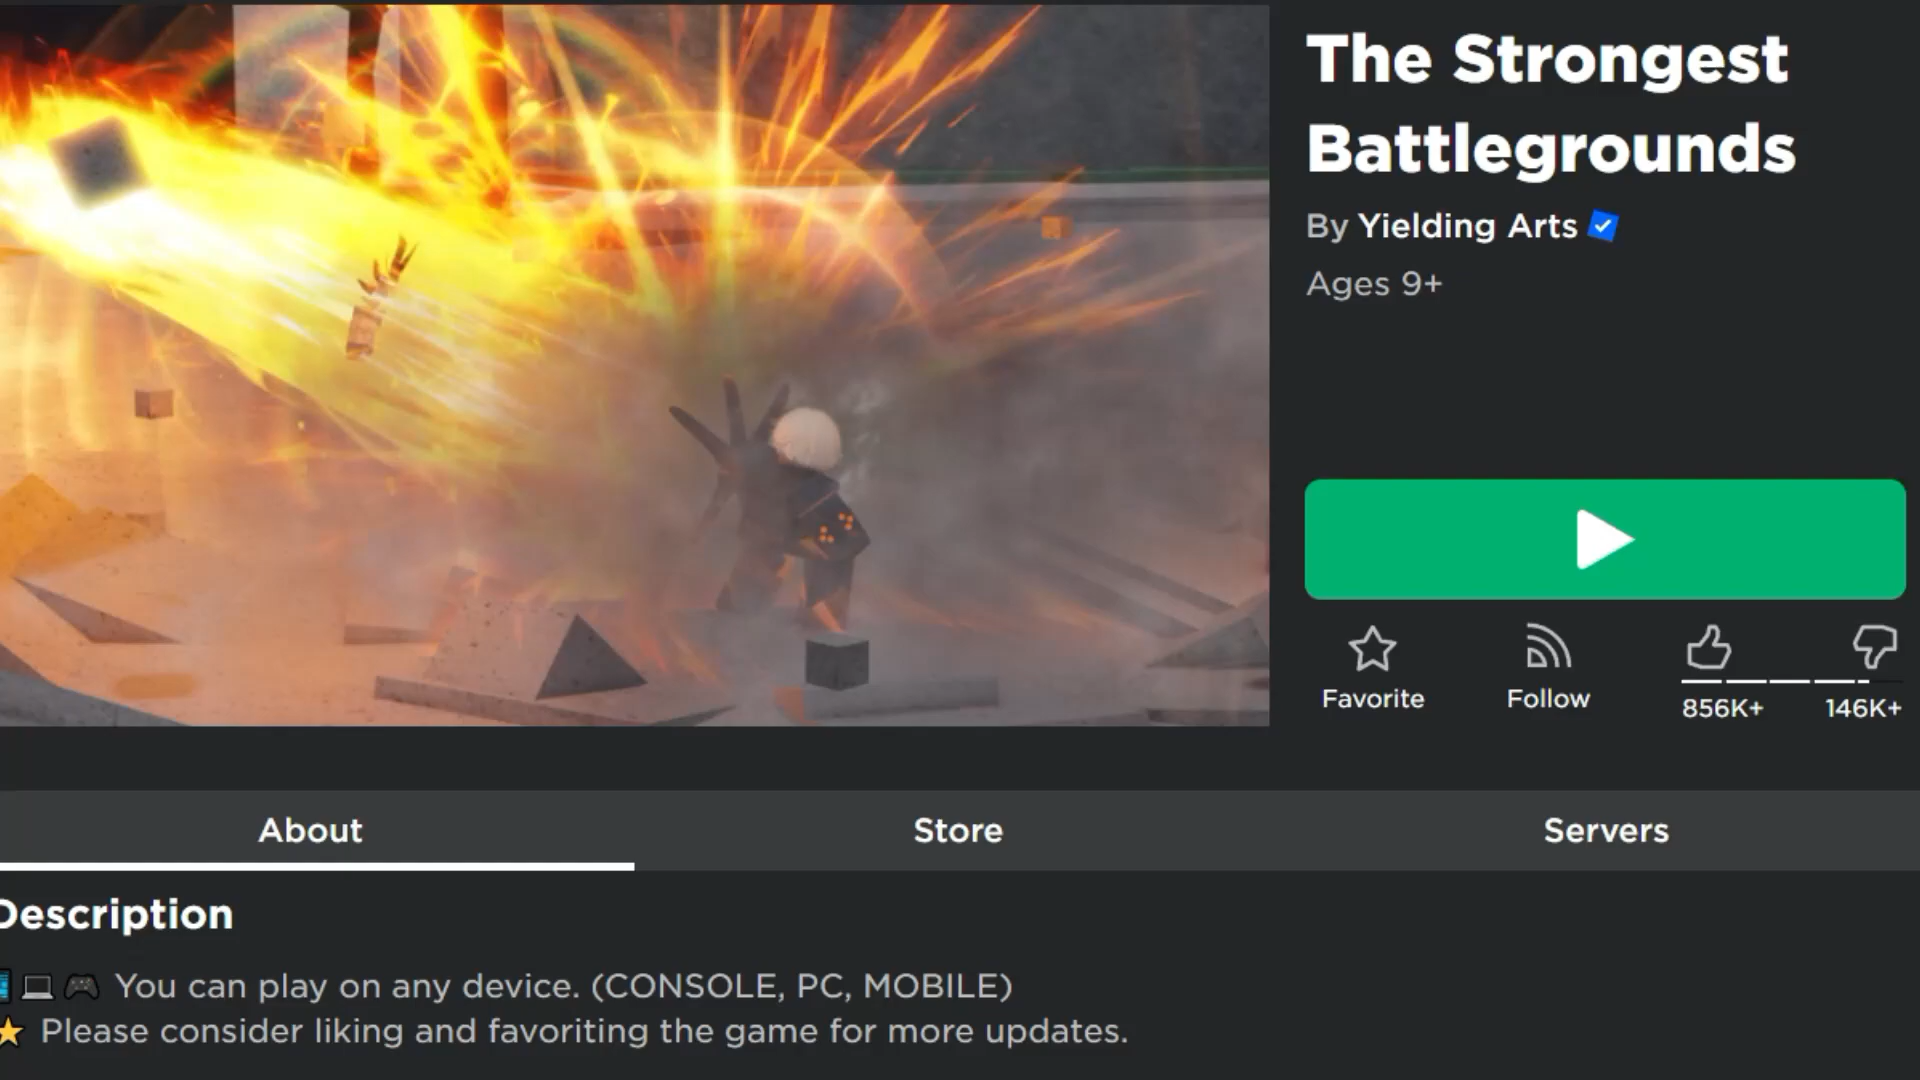 The Strongest
Battlegrounds
By Yielding Arts
Ages 9+
Favorite
Follow
856K+
146K+
About
Store
Servers
Description
You can play on any device. (CONSOLE, PC, MOBILE)
Please consider liking and favoriting the game for more updates.